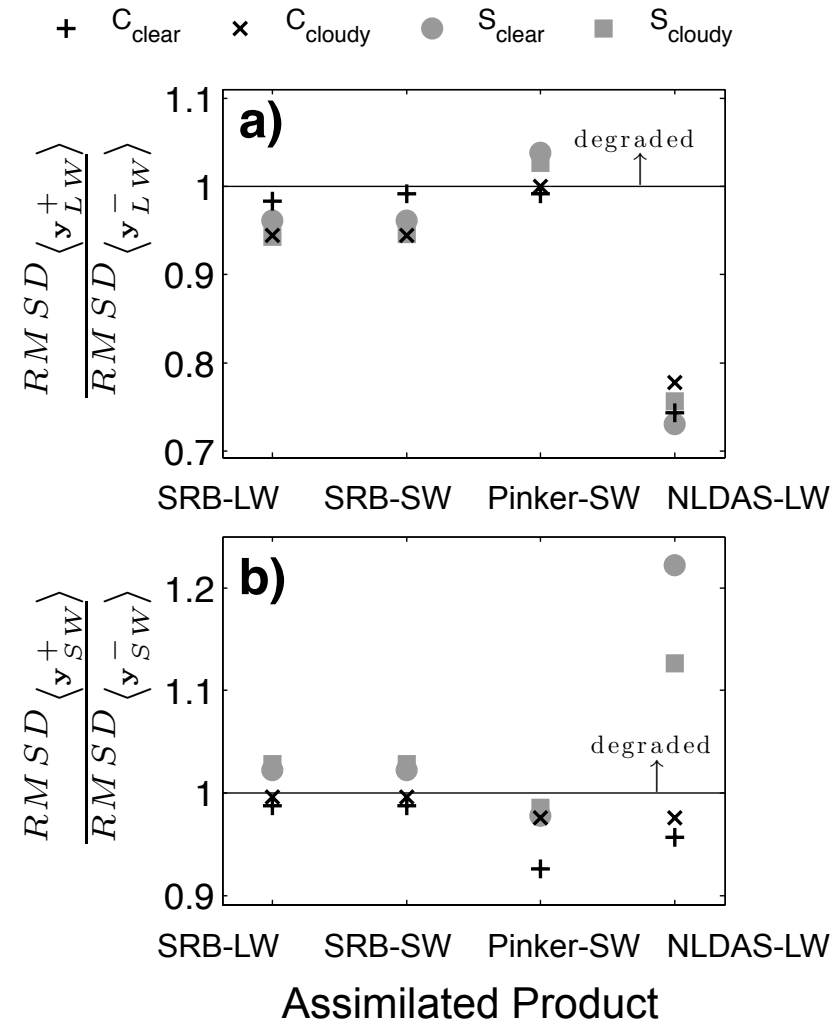 + C_clear × C_cloudy ● S_clear ■ S_cloudy
a)
RMSD⟨y⁺_LW⟩
RMSD⟨y⁻_LW⟩
1.1
degraded
1
0.9
0.8
0.7
SRB-LW SRB-SW Pinker-SW NLDAS-LW
b)
RMSD⟨y⁺_SW⟩
RMSD⟨y⁻_SW⟩
1.2
1.1
degraded
1
0.9
SRB-LW SRB-SW Pinker-SW NLDAS-LW
Assimilated Product